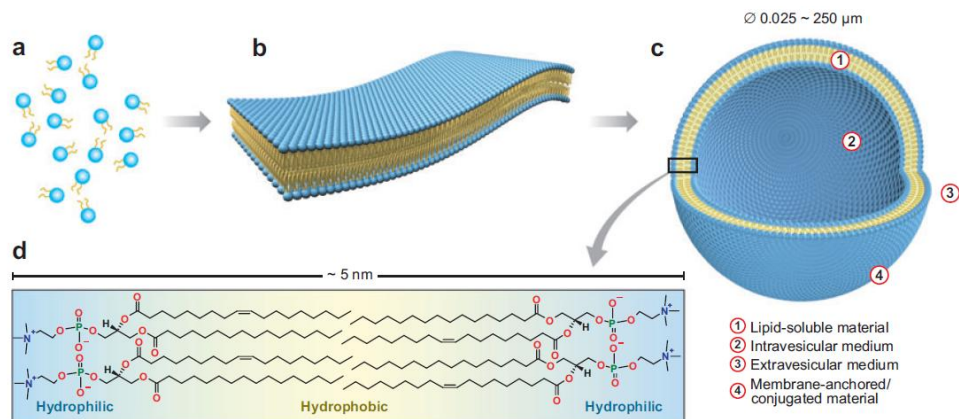 a
b
c
Ø 0.025 ~ 250 µm
1
2
3
4
d
~ 5 nm
O
O
O
O
O
O
H
O
P
O
O
O
−
N
+
O
P
O
O
O
−
N
+
H
O
O
O
O
O
O
H
O
P
O
O
O
−
N
+
O
P
O
O
O
−
N
+
H
O
O
Hydrophilic
Hydrophobic
Hydrophilic
1 Lipid-soluble material
2 Intravesicular medium
3 Extravesicular medium
4 Membrane-anchored/
conjugated material